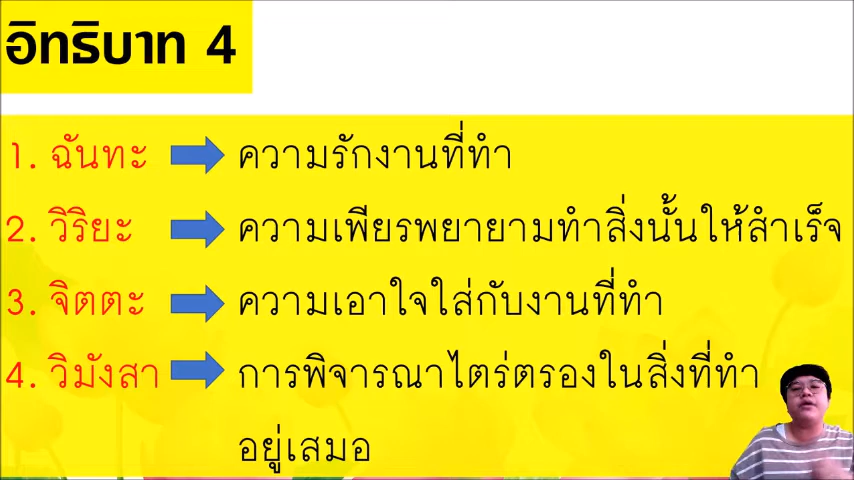 อิทธิบาท 4
1. ฉันทะ ความรักงานที่ทำ
2. วิริยะ ความเพียรพยายามทำสิ่งนั้นให้สำเร็จ
3. จิตตะ ความเอาใจใส่กับงานที่ทำ
4. วิมังสา การพิจารณาไตร่ตรองในสิ่งที่ทำ
อยู่เสมอ